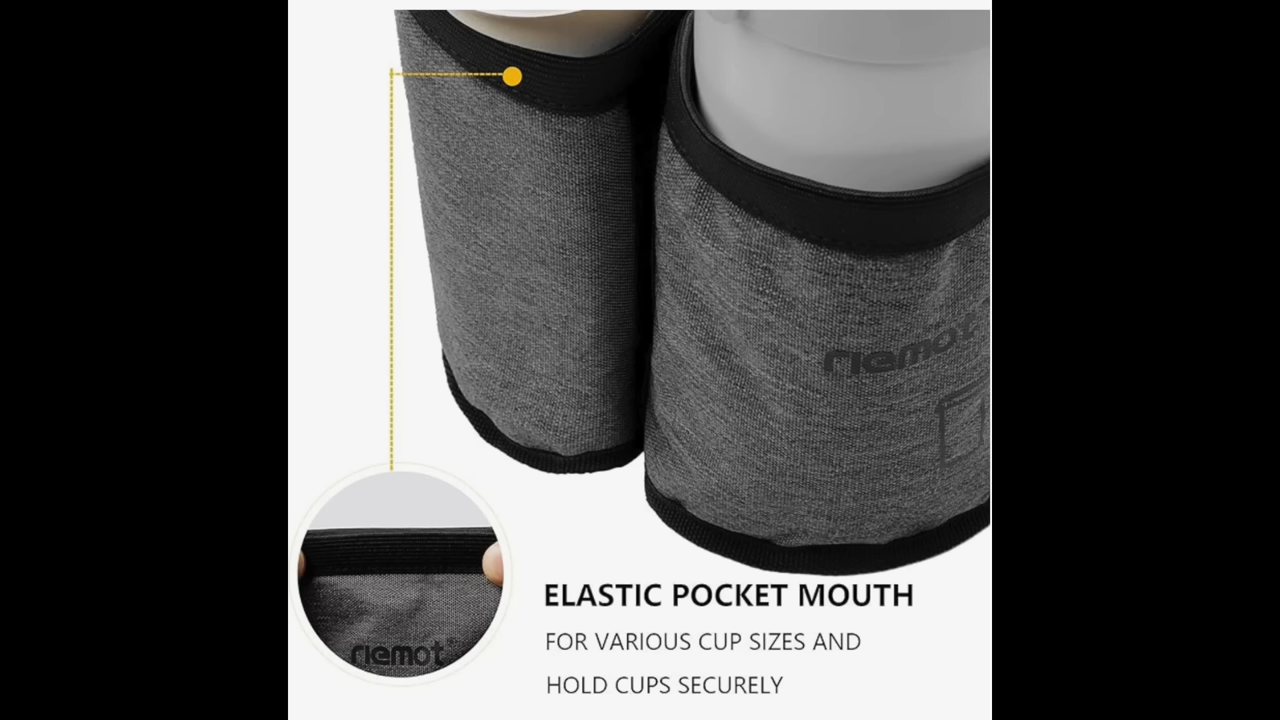 riemot
ELASTIC POCKET MOUTH
FOR VARIOUS CUP SIZES AND
HOLD CUPS SECURELY
riemot®